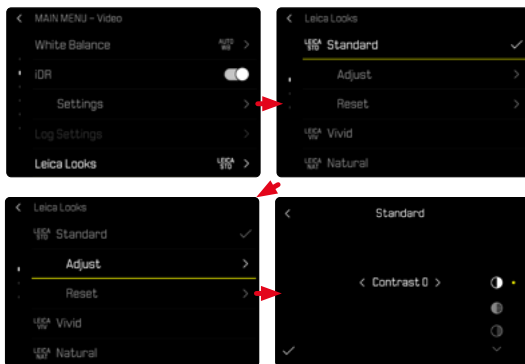 MAIN MENU – Video
White Balance AUTO WB
iDR
Settings
Log Settings
Leica Looks LEICA STD
Leica Looks
LEICA STD Standard
Adjust
Reset
LEICA VIV Vivid
LEICA NAT Natural
Leica Looks
LEICA STD Standard
Adjust
Reset
LEICA VIV Vivid
LEICA NAT Natural
Standard
Contrast 0